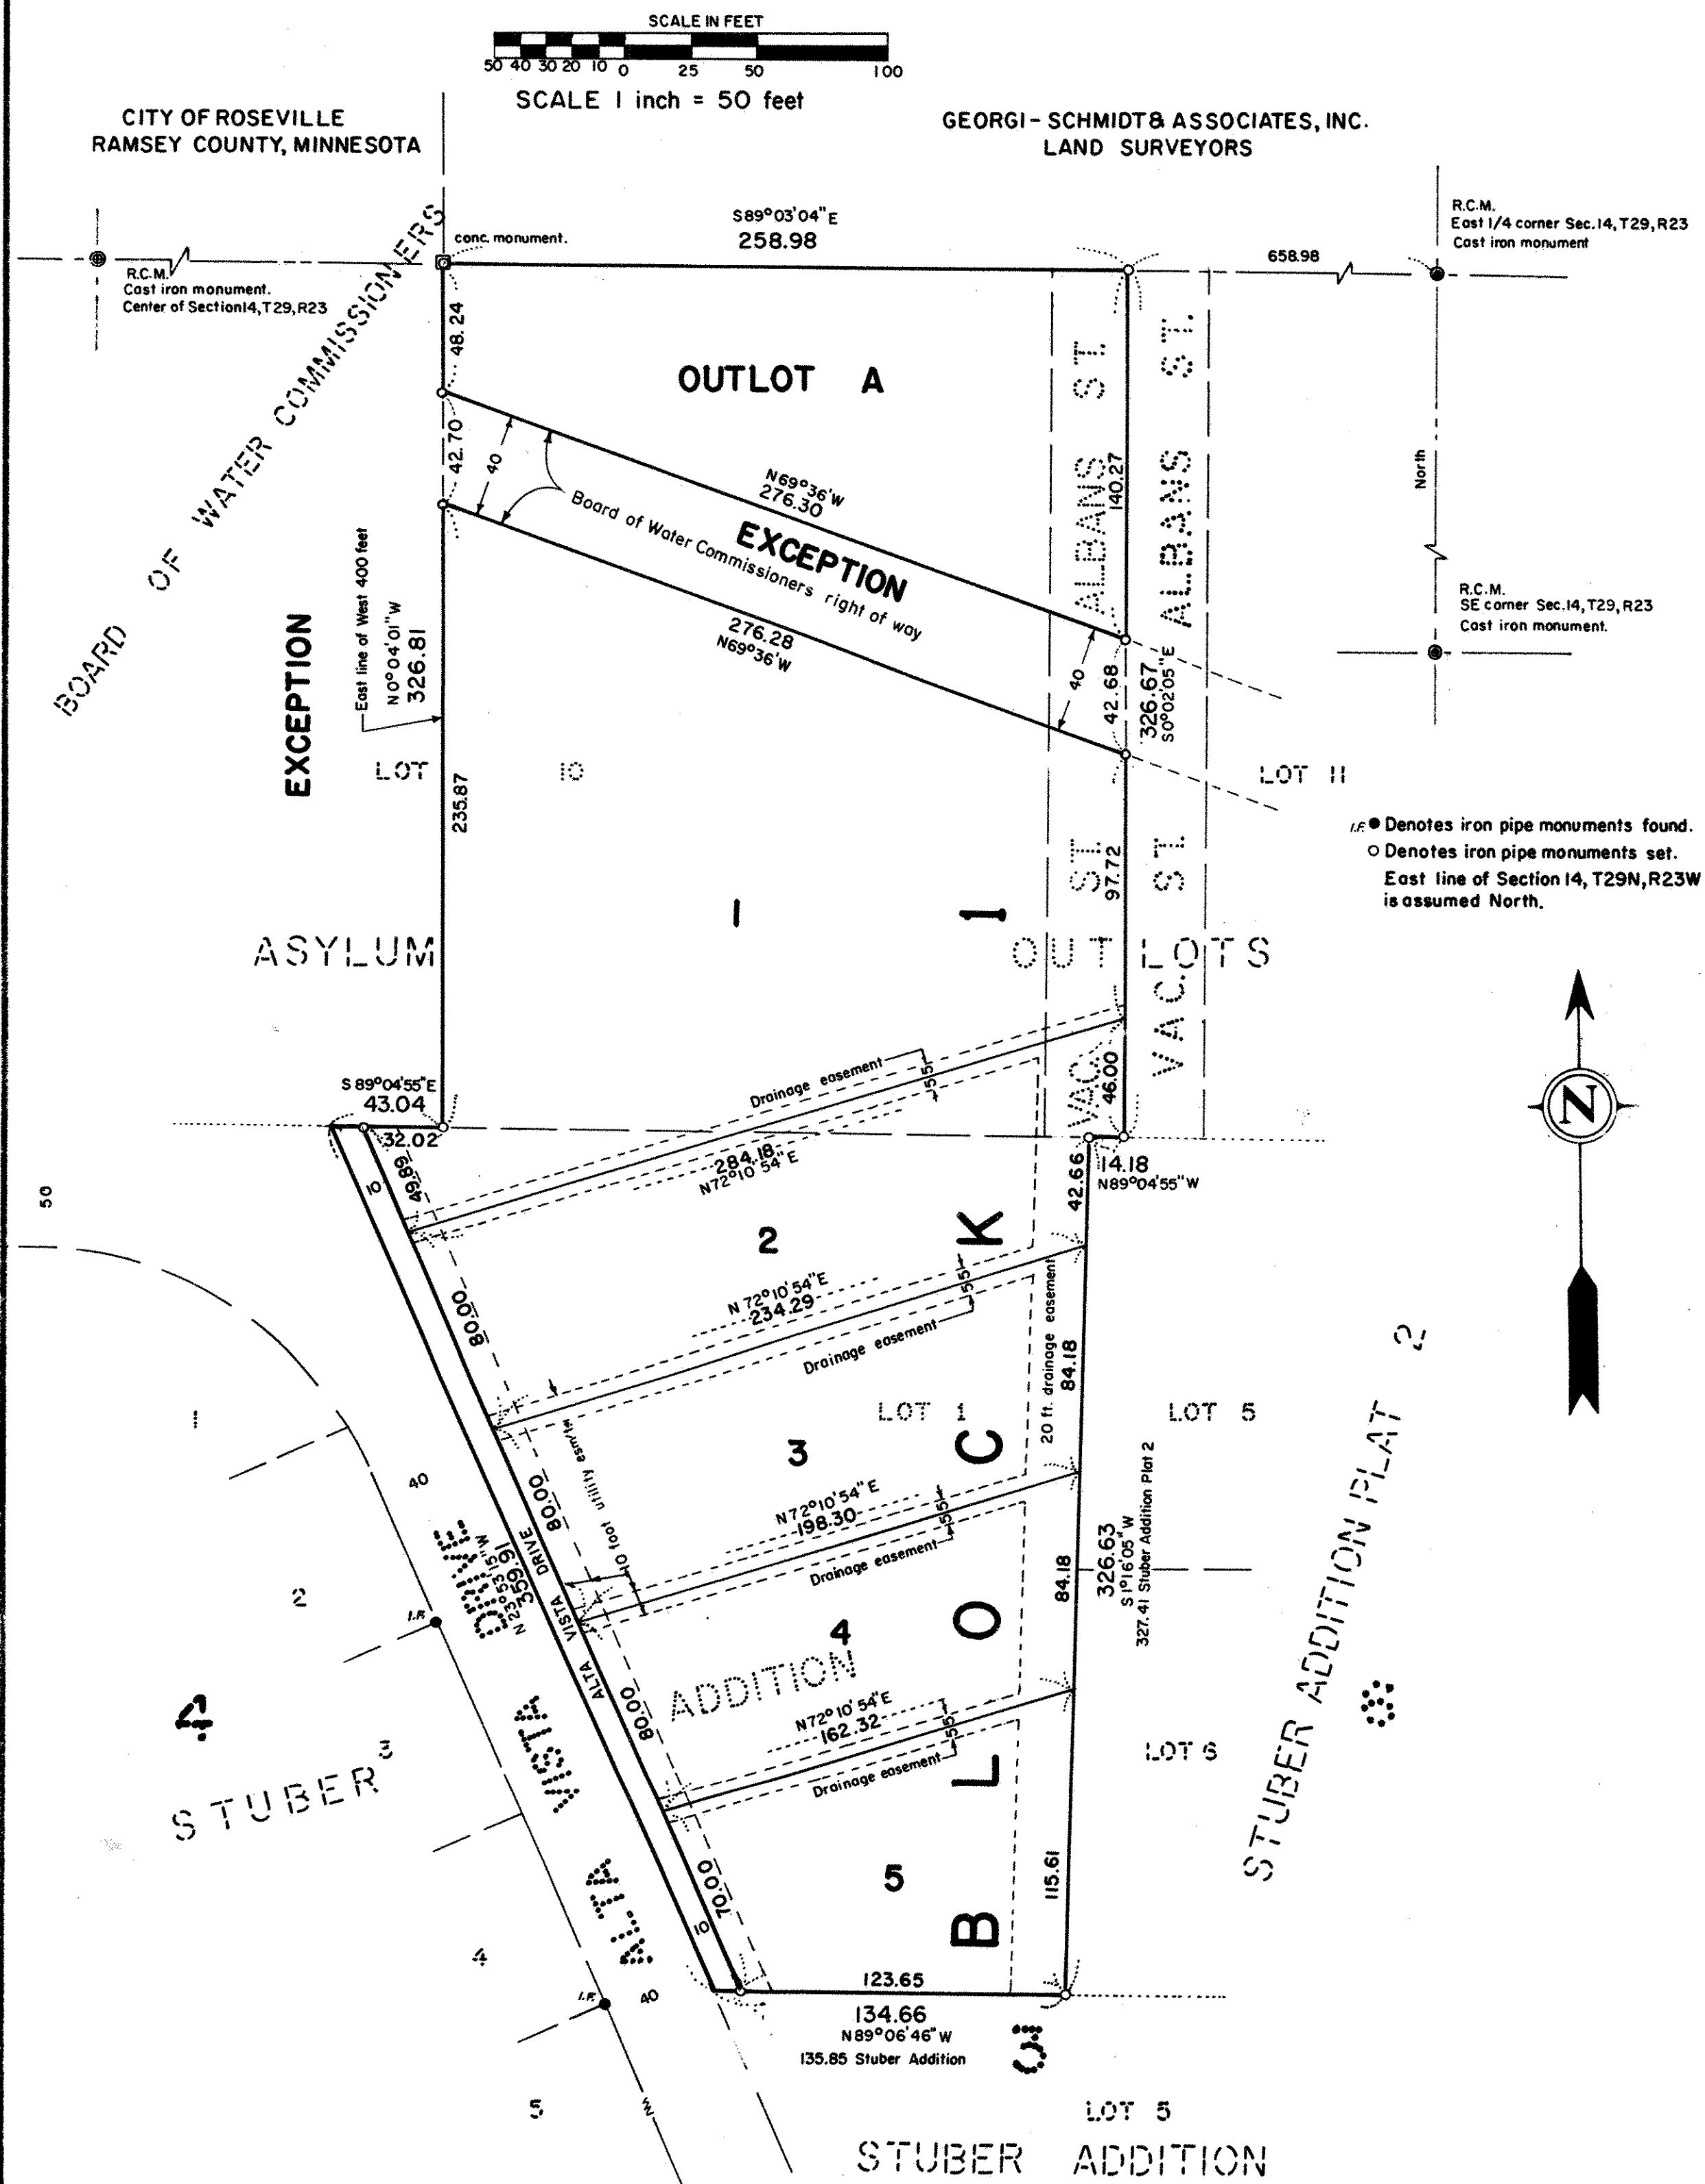 SCALE IN FEET
50 40 30 20 10 0 25 50 100
SCALE 1 inch = 50 feet
CITY OF ROSEVILLE
RAMSEY COUNTY, MINNESOTA
GEORGI-SCHMIDT & ASSOCIATES, INC.
LAND SURVEYORS
R.C.M.
East 1/4 corner Sec.14, T29, R23
Cast iron monument
S89°03'04"E
258.98
conc. monument.
658.98
R.C.M.
Cast iron monument.
Center of Section 14, T29, R23
BOARD OF WATER COMMISSIONERS
48.24
OUTLOT A
ALBANS ST.
ALBANS ST.
140.27
42.70
40
N69°36'W
276.30
North
Board of Water Commissioners right of way
EXCEPTION
276.28
N69°36'W
R.C.M.
SE corner Sec.14, T29, R23
Cast iron monument.
40
42.68
326.67
S0°02'05"E
EXCEPTION
East line of West 400 feet
N0°04'01"W
326.81
LOT 10
LOT 11
235.87
I.F. ● Denotes iron pipe monuments found.
○ Denotes iron pipe monuments set.
East line of Section 14, T29N, R23W
is assumed North.
97.72
VAC. ST.
VAC. ST.
1
1
ASYLUM OUT LOTS
46.00
Drainage easement
5 5
S89°04'55"E
43.04
32.02
49.89
10
284.18
N72°10'54"E
42.66
14.18
N89°04'55"W
N
50
2
80.00
N72°10'54"E
234.29
5 5
Drainage easement
20 ft. drainage easement
84.18
LOT 1
LOT 5
STUBER ADDITION PLAT 2
1
40
3
10 foot utility esm'ts.
80.00
N72°10'54"E
198.30
5 5
Drainage easement
84.18
326.63
S1°16'05"W
327.41 Stuber Addition Plat 2
2
I.F.
N23°53'15"W
359.91
ALTA VISTA DRIVE
ALTA VISTA DRIVE
4
ADDITION
80.00
N72°10'54"E
162.32
5 5
Drainage easement
BLOCK
LOT 6
8
4
3
STUBER
5
115.61
70.00
10
4
I.F.
40
123.65
134.66
N89°06'46"W
135.85 Stuber Addition
3
5
LOT 5
STUBER ADDITION